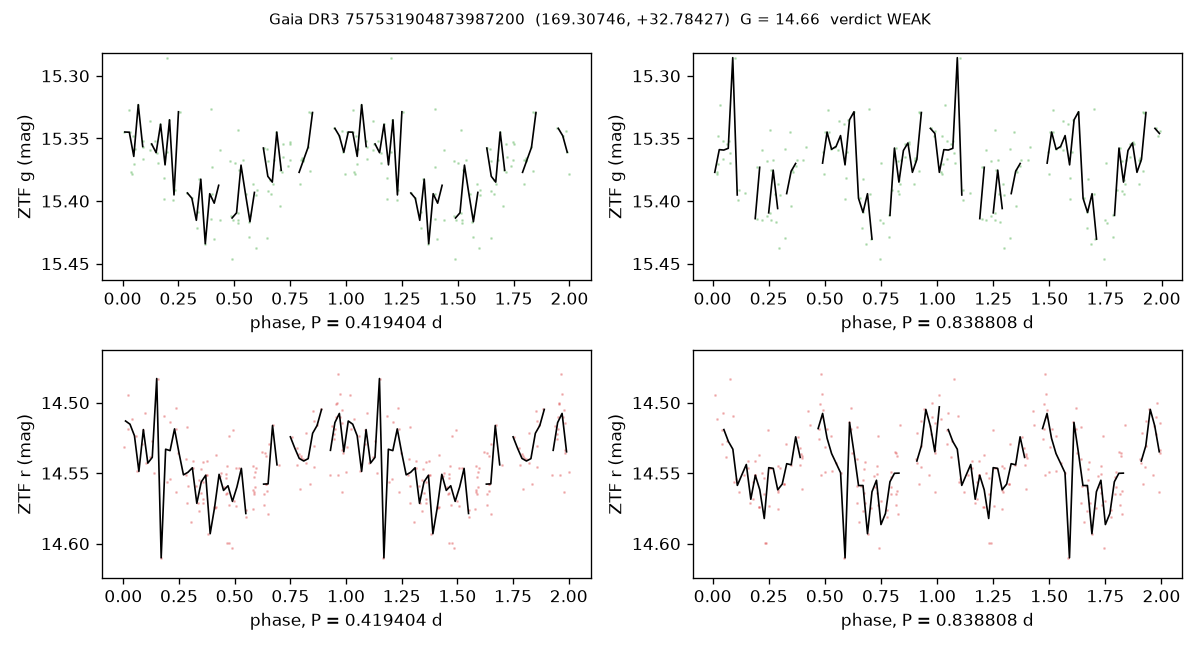 Gaia DR3 757531904873987200  (169.30746, +32.78427)  G = 14.66  verdict WEAK
ZTF g (mag)
15.30
15.35
15.40
15.45
0.00 0.25 0.50 0.75 1.00 1.25 1.50 1.75 2.00
phase, P = 0.419404 d
ZTF g (mag)
15.30
15.35
15.40
15.45
0.00 0.25 0.50 0.75 1.00 1.25 1.50 1.75 2.00
phase, P = 0.838808 d
ZTF r (mag)
14.50
14.55
14.60
0.00 0.25 0.50 0.75 1.00 1.25 1.50 1.75 2.00
phase, P = 0.419404 d
ZTF r (mag)
14.50
14.55
14.60
0.00 0.25 0.50 0.75 1.00 1.25 1.50 1.75 2.00
phase, P = 0.838808 d